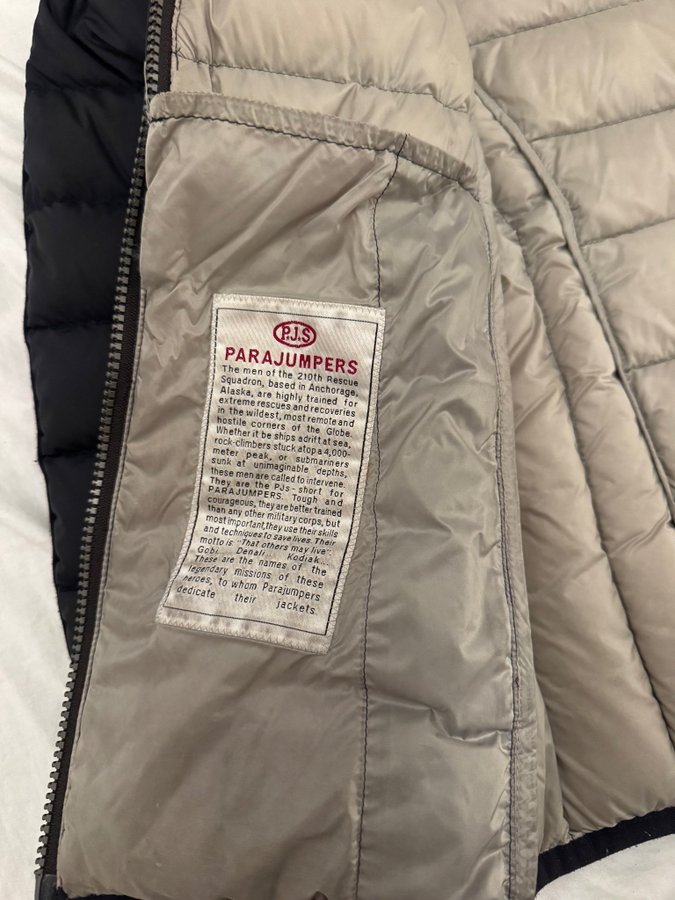 P.J.S
PARAJUMPERS
The men of the 210th Rescue
Squadron, based in Anchorage,
Alaska, are highly trained for
extreme rescues and recoveries
in the wildest, most remote and
hostile corners of the Globe.
Whether it be ships adrift at sea,
rock-climbers stuck atop a 4,000-
meter peak, or submariners
sunk at unimaginable depths,
these men are called to intervene.
They are the PJs - short for
PARAJUMPERS. Tough and
courageous, they are better trained
than any other military corps, but
most important, they use their skills
and techniques to save lives. Their
motto is "That others may live".
Gobi... Denali... Kodiak...
These are the names of the
legendary missions of these
heroes, to whom Parajumpers
dedicate their jackets.